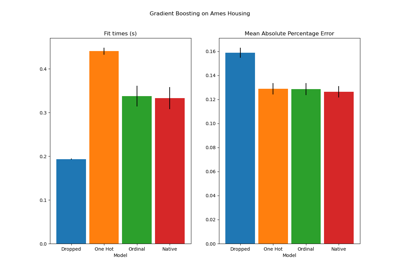 Gradient Boosting on Ames Housing
Fit times (s)
0.4
0.3
0.2
0.1
0.0
Dropped One Hot Ordinal Native
Model
Mean Absolute Percentage Error
0.16
0.14
0.12
0.10
0.08
0.06
0.04
0.02
0.00
Dropped One Hot Ordinal Native
Model